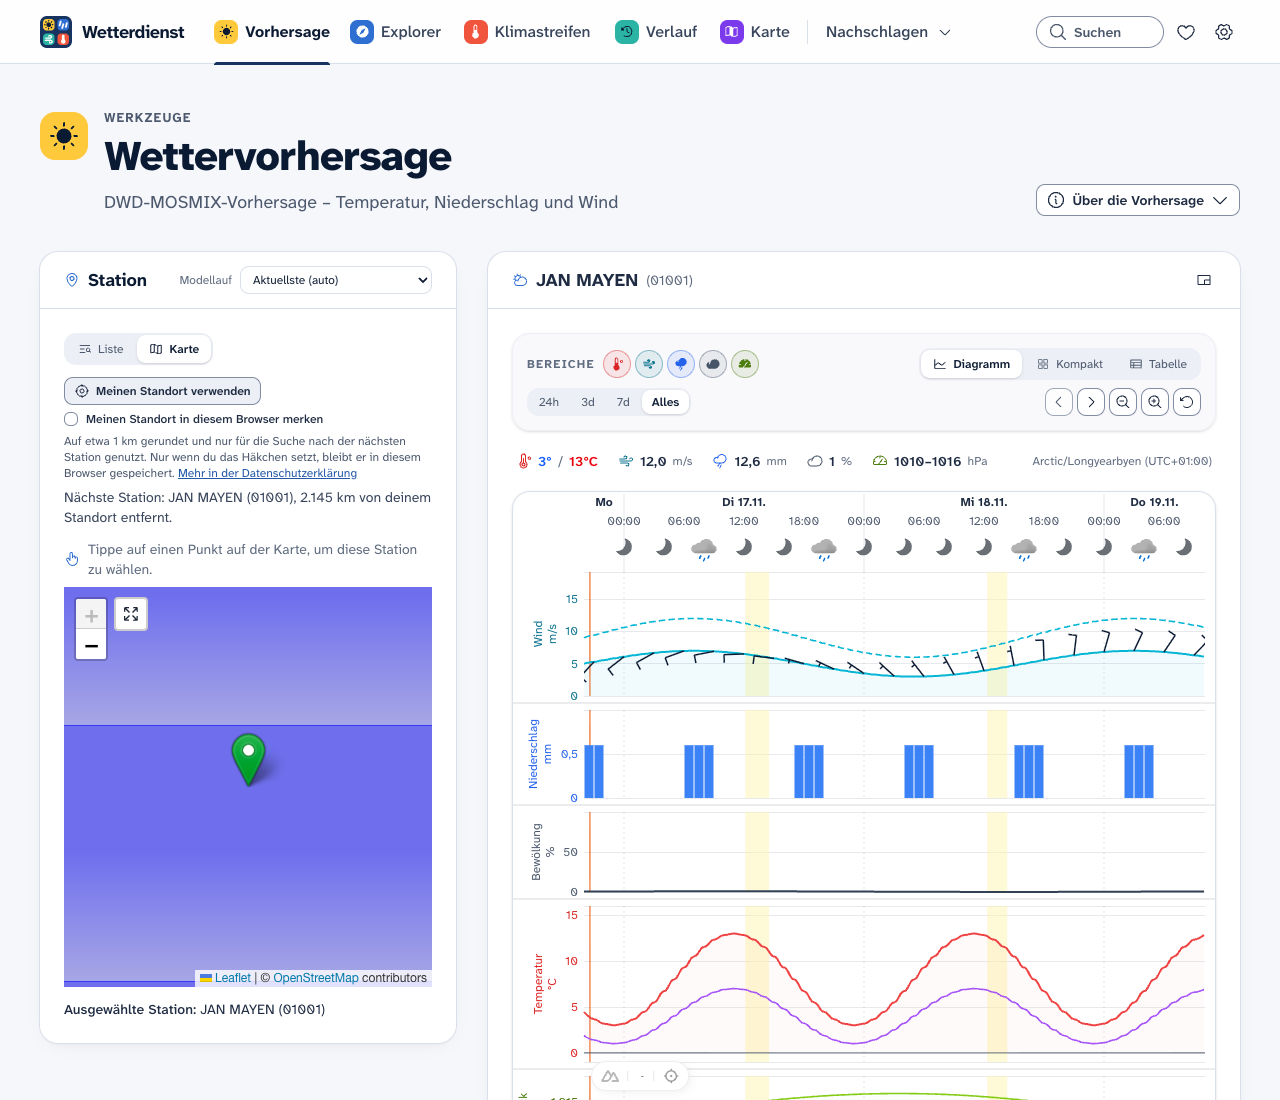 Wetterdienst
Vorhersage
Explorer
Klimastreifen
Verlauf
Karte
Nachschlagen
Suchen
WERKZEUGE
Wettervorhersage
DWD-MOSMIX-Vorhersage – Temperatur, Niederschlag und Wind
Über die Vorhersage
Station
Modellauf
Aktuellste (auto)
Liste
Karte
Meinen Standort verwenden
Meinen Standort in diesem Browser merken
Auf etwa 1 km gerundet und nur für die Suche nach der nächsten
Station genutzt. Nur wenn du das Häkchen setzt, bleibt er in diesem
Browser gespeichert. Mehr in der Datenschutzerklärung
Nächste Station: JAN MAYEN (01001), 2.145 km von deinem
Standort entfernt.
Tippe auf einen Punkt auf der Karte, um diese Station
zu wählen.
+
−
Leaflet | © OpenStreetMap contributors
Ausgewählte Station: JAN MAYEN (01001)
JAN MAYEN (01001)
BEREICHE
Diagramm
Kompakt
Tabelle
24h
3d
7d
Alles
3° / 13°C
12,0 m/s
12,6 mm
1 %
1010–1016 hPa
Arctic/Longyearbyen (UTC+01:00)
Mo
Di 17.11.
Mi 18.11.
Do 19.11.
00:00 06:00 12:00 18:00 00:00 06:00 12:00 18:00 00:00 06:00
Wind
m/s
15
10
5
0
Niederschlag
mm
0,5
0
Bewölkung
%
50
0
Temperatur
°C
15
10
5
0
-